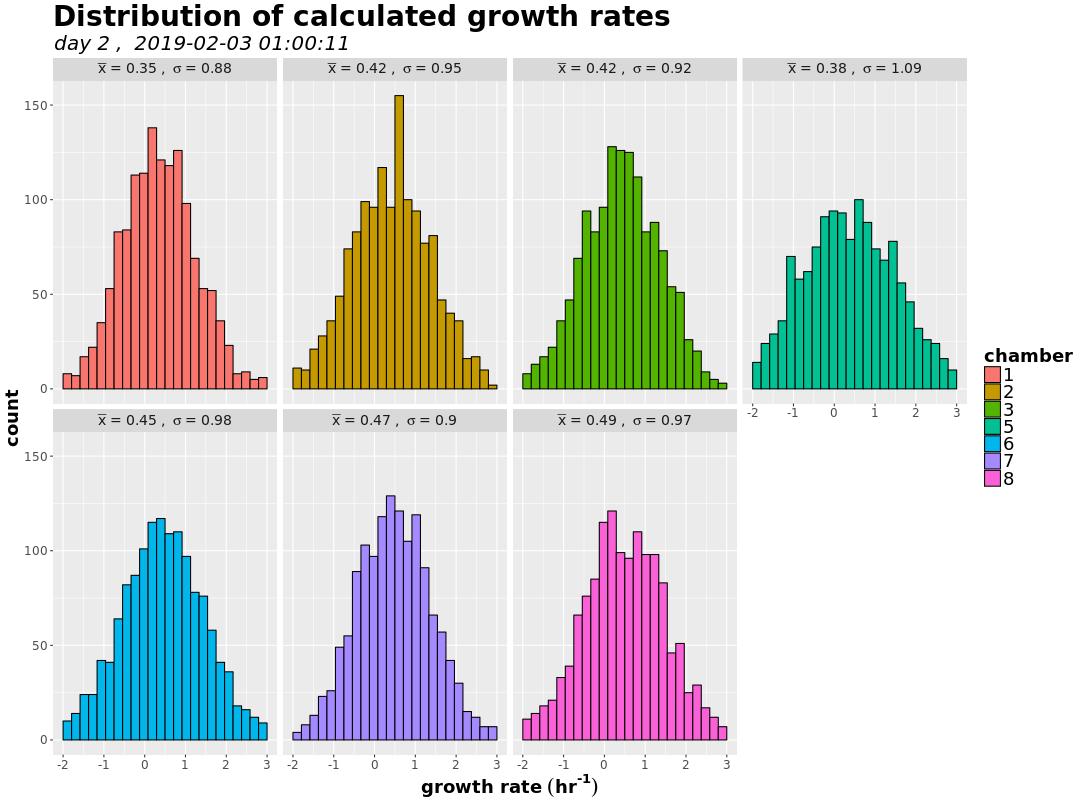 Distribution of calculated growth rates
day 2 ,  2019-02-03 01:00:11
x̅ = 0.35 ,  σ = 0.88
x̅ = 0.42 ,  σ = 0.95
x̅ = 0.42 ,  σ = 0.92
x̅ = 0.38 ,  σ = 1.09
150
100
50
0
-2 -1 0 1 2 3
x̅ = 0.45 ,  σ = 0.98
x̅ = 0.47 ,  σ = 0.9
x̅ = 0.49 ,  σ = 0.97
150
100
50
0
-2 -1 0 1 2 3
-2 -1 0 1 2 3
-2 -1 0 1 2 3
count
growth rate (hr⁻¹)
chamber
1
2
3
5
6
7
8